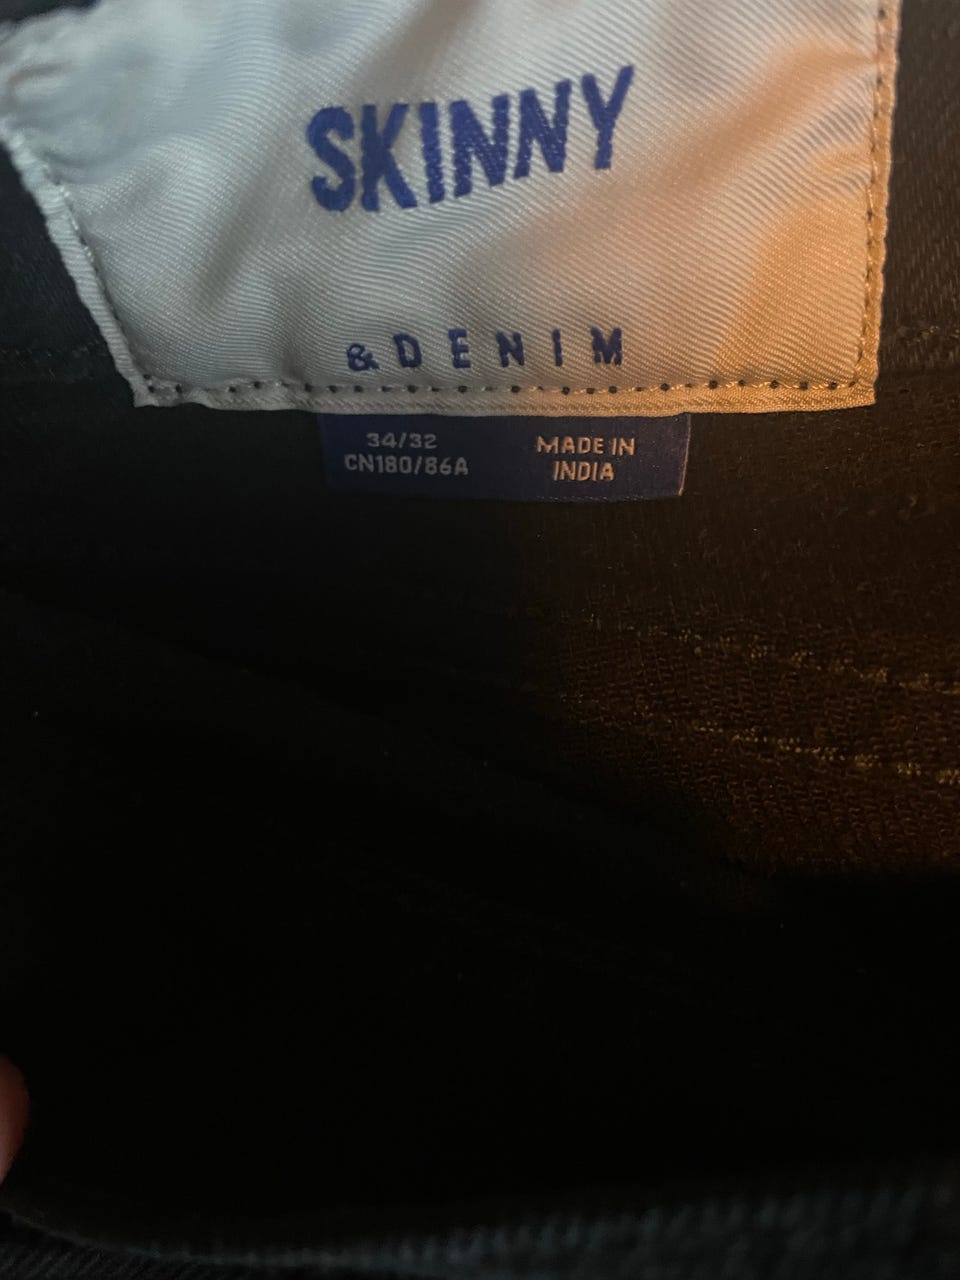 SKINNY
& DENIM
34/32
CN180/86A
MADE IN
INDIA